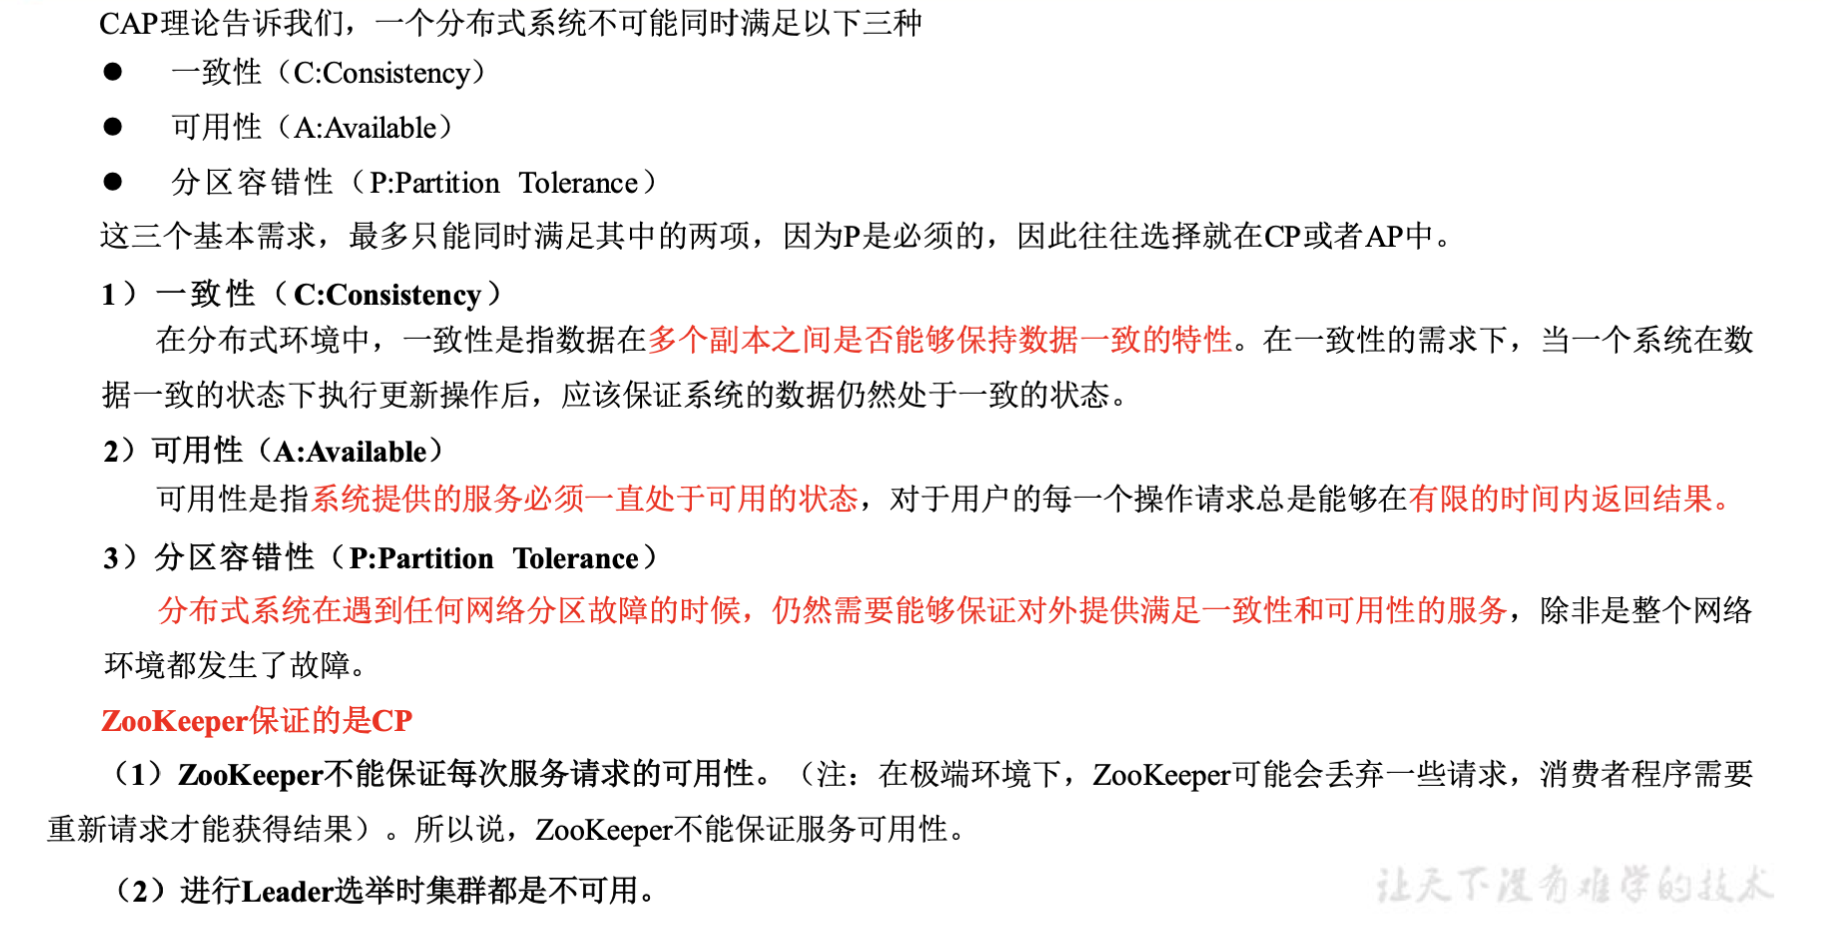 CAP理论告诉我们，一个分布式系统不可能同时满足以下三种
● 一致性（C:Consistency）
● 可用性（A:Available）
● 分区容错性（P:Partition Tolerance）
这三个基本需求，最多只能同时满足其中的两项，因为P是必须的，因此往往选择就在CP或者AP中。
1）一致性（C:Consistency）
在分布式环境中，一致性是指数据在多个副本之间是否能够保持数据一致的特性。在一致性的需求下，当一个系统在数
据一致的状态下执行更新操作后，应该保证系统的数据仍然处于一致的状态。
2）可用性（A:Available）
可用性是指系统提供的服务必须一直处于可用的状态，对于用户的每一个操作请求总是能够在有限的时间内返回结果。
3）分区容错性（P:Partition Tolerance）
分布式系统在遇到任何网络分区故障的时候，仍然需要能够保证对外提供满足一致性和可用性的服务，除非是整个网络
环境都发生了故障。
ZooKeeper保证的是CP
（1）ZooKeeper不能保证每次服务请求的可用性。（注：在极端环境下，ZooKeeper可能会丢弃一些请求，消费者程序需要
重新请求才能获得结果）。所以说，ZooKeeper不能保证服务可用性。
（2）进行Leader选举时集群都是不可用。
让天下没有难学的技术